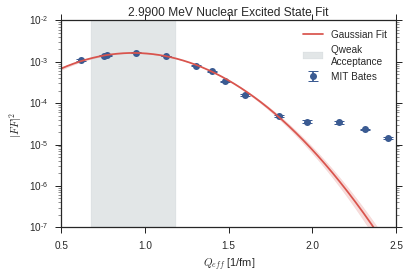 2.9900 MeV Nuclear Excited State Fit
10^-2
10^-3
10^-4
10^-5
10^-6
10^-7
|FF|^2
Gaussian Fit
Qweak
Acceptance
MIT Bates
0.5 1.0 1.5 2.0 2.5
Q_eff [1/fm]